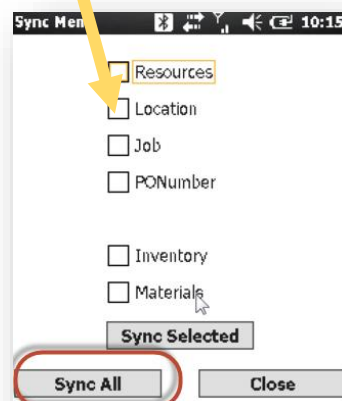 Sync Men 10:15
Resources
Location
Job
PONumber
Inventory
Materials
Sync Selected
Sync All Close